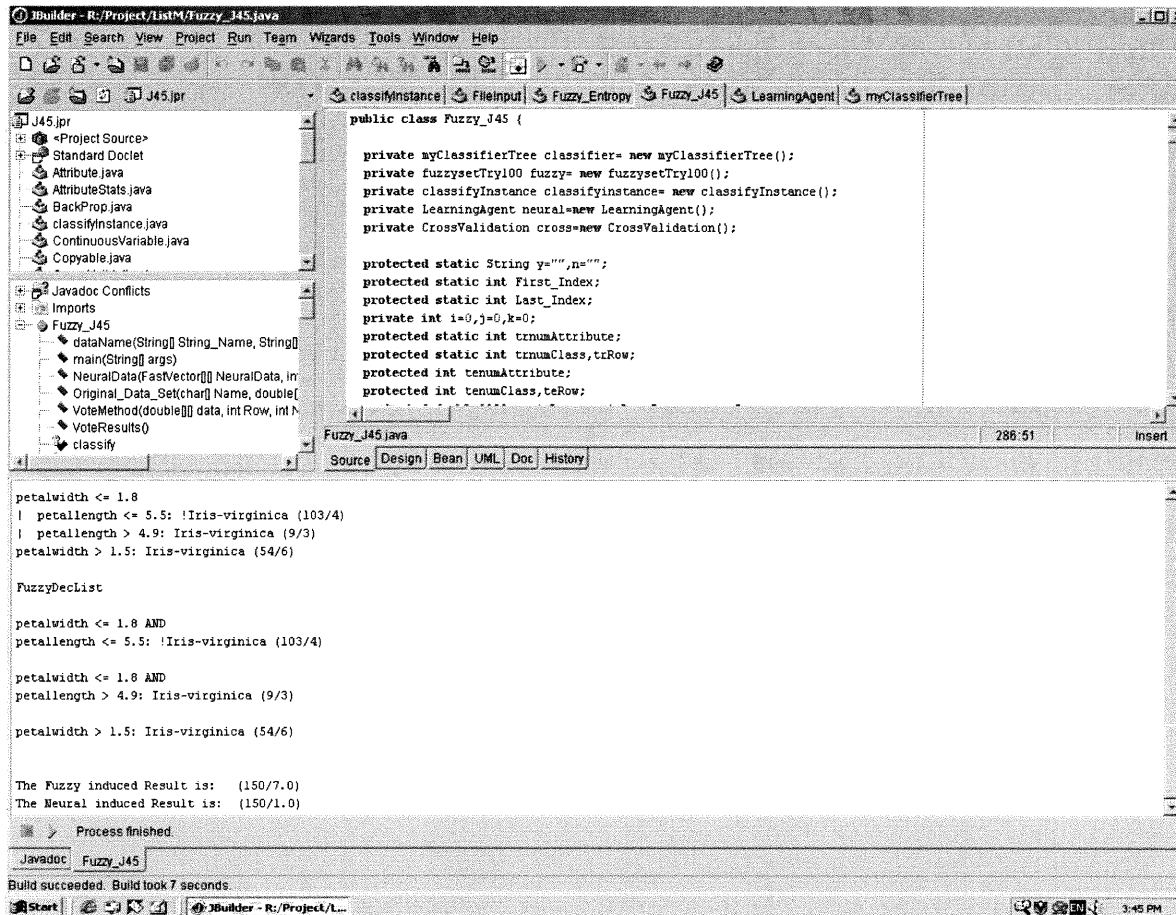 JBuilder - R:/Project/ListM/Fuzzy_J45.java
File Edit Search View Project Run Team Wizards Tools Window Help
J45.jpr
classifyInstance FileInput Fuzzy_Entropy Fuzzy_J45 LearningAgent myClassifierTree
J45.jpr
<Project Source>
Standard Doclet
Attribute.java
AttributeStats.java
BackProp.java
classifyInstance.java
ContinuousVariable.java
Copyable.java
Javadoc Conflicts
Imports
Fuzzy_J45
dataName(String[] String_Name, String[]
main(String[] args)
NeuralData(FastVector[][] NeuralData, in
Original_Data_Set(char[] Name, double[
VoteMethod(double[][] data, int Row, int N
VoteResults()
classify
public class Fuzzy_J45 {
private myClassifierTree classifier= new myClassifierTree();
private fuzzysetTry100 fuzzy= new fuzzysetTry100();
private classifyInstance classifyinstance= new classifyInstance();
private LearningAgent neural=new LearningAgent();
private CrossValidation cross=new CrossValidation();
protected static String y="",n="";
protected static int First_Index;
protected static int Last_Index;
private int i=0,j=0,k=0;
protected static int trnumAttribute;
protected static int trnumClass,trRow;
protected int tenumAttribute;
protected int tenumClass,teRow;
Fuzzy_J45.java 286:51 Insert
Source Design Bean UML Doc History
petalwidth <= 1.8
| petallength <= 5.5: !Iris-virginica (103/4)
| petallength > 4.9: Iris-virginica (9/3)
petalwidth > 1.5: Iris-virginica (54/6)
FuzzyDecList
petalwidth <= 1.8 AND
petallength <= 5.5: !Iris-virginica (103/4)
petalwidth <= 1.8 AND
petallength > 4.9: Iris-virginica (9/3)
petalwidth > 1.5: Iris-virginica (54/6)
The Fuzzy induced Result is: (150/7.0)
The Neural induced Result is: (150/1.0)
Process finished.
Javadoc Fuzzy_J45
Build succeeded. Build took 7 seconds.
Start JBuilder - R:/Project/L... EN 3:45 PM